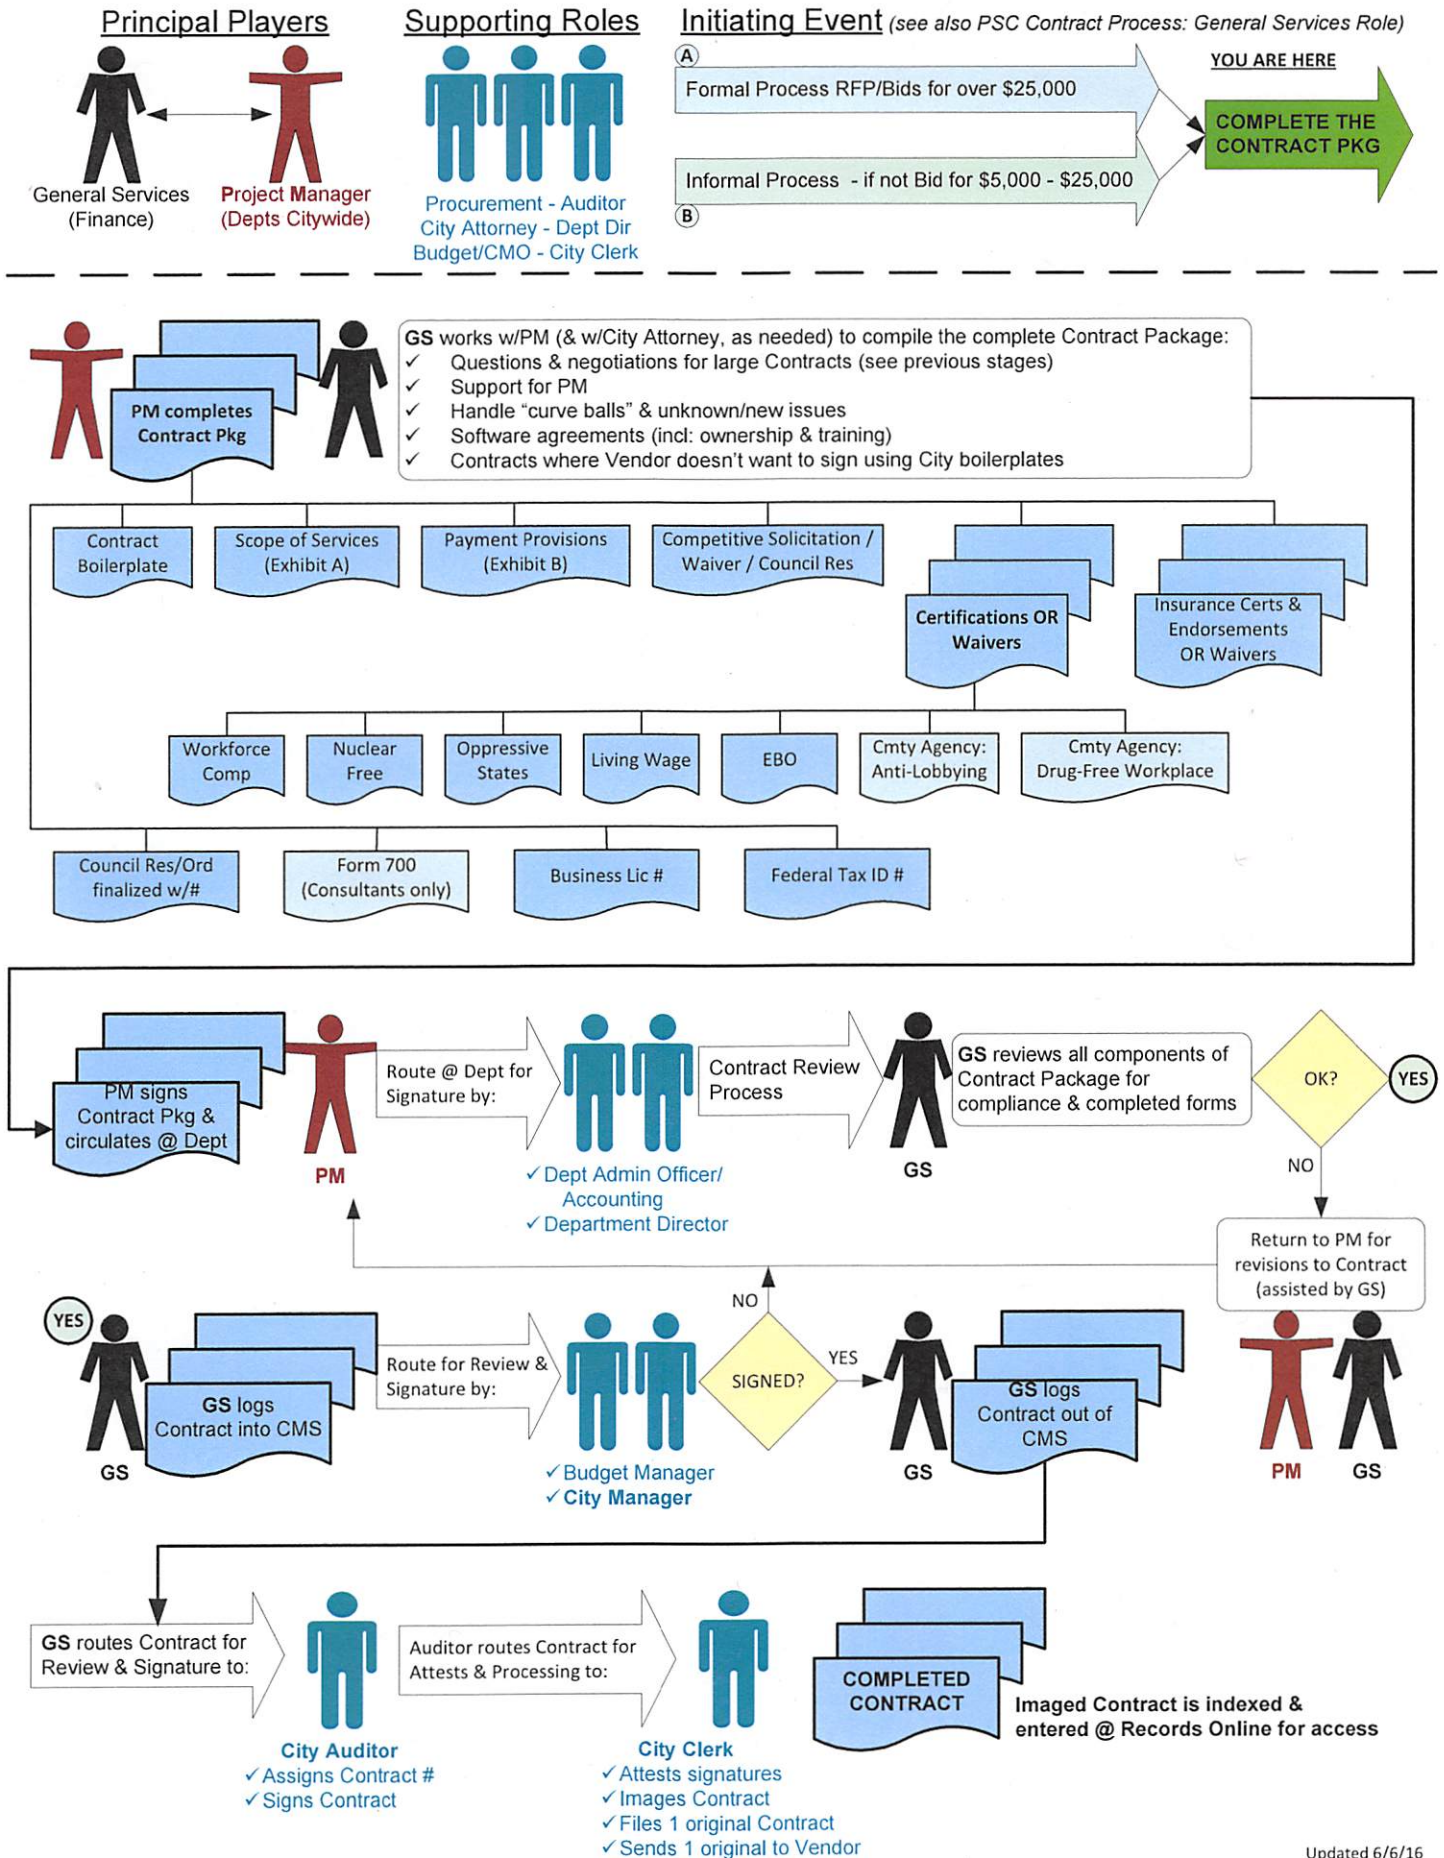 Principal Players
Supporting Roles
Initiating Event (see also PSC Contract Process: General Services Role)
General Services
(Finance)
Project Manager
(Depts Citywide)
Procurement - Auditor
City Attorney - Dept Dir
Budget/CMO - City Clerk
A
Formal Process RFP/Bids for over $25,000
Informal Process - if not Bid for $5,000 - $25,000
B
YOU ARE HERE
COMPLETE THE
CONTRACT PKG
PM completes
Contract Pkg
GS works w/PM (& w/City Attorney, as needed) to compile the complete Contract Package:
✓ Questions & negotiations for large Contracts (see previous stages)
✓ Support for PM
✓ Handle “curve balls” & unknown/new issues
✓ Software agreements (incl: ownership & training)
✓ Contracts where Vendor doesn’t want to sign using City boilerplates
Contract
Boilerplate
Scope of Services
(Exhibit A)
Payment Provisions
(Exhibit B)
Competitive Solicitation /
Waiver / Council Res
Certifications OR
Waivers
Insurance Certs &
Endorsements
OR Waivers
Workforce
Comp
Nuclear
Free
Oppressive
States
Living Wage
EBO
Cmty Agency:
Anti-Lobbying
Cmty Agency:
Drug-Free Workplace
Council Res/Ord
finalized w/#
Form 700
(Consultants only)
Business Lic #
Federal Tax ID #
PM signs
Contract Pkg &
circulates @ Dept
PM
Route @ Dept for
Signature by:
✓ Dept Admin Officer/
Accounting
✓ Department Director
Contract Review
Process
GS
GS reviews all components of
Contract Package for
compliance & completed forms
OK?
YES
NO
Return to PM for
revisions to Contract
(assisted by GS)
PM
GS
YES
GS
GS logs
Contract into CMS
Route for Review &
Signature by:
✓ Budget Manager
✓ City Manager
SIGNED?
NO
YES
GS
GS logs
Contract out of
CMS
GS routes Contract for
Review & Signature to:
City Auditor
✓ Assigns Contract #
✓ Signs Contract
Auditor routes Contract for
Attests & Processing to:
City Clerk
✓ Attests signatures
✓ Images Contract
✓ Files 1 original Contract
✓ Sends 1 original to Vendor
COMPLETED
CONTRACT
Imaged Contract is indexed &
entered @ Records Online for access
Updated 6/6/16